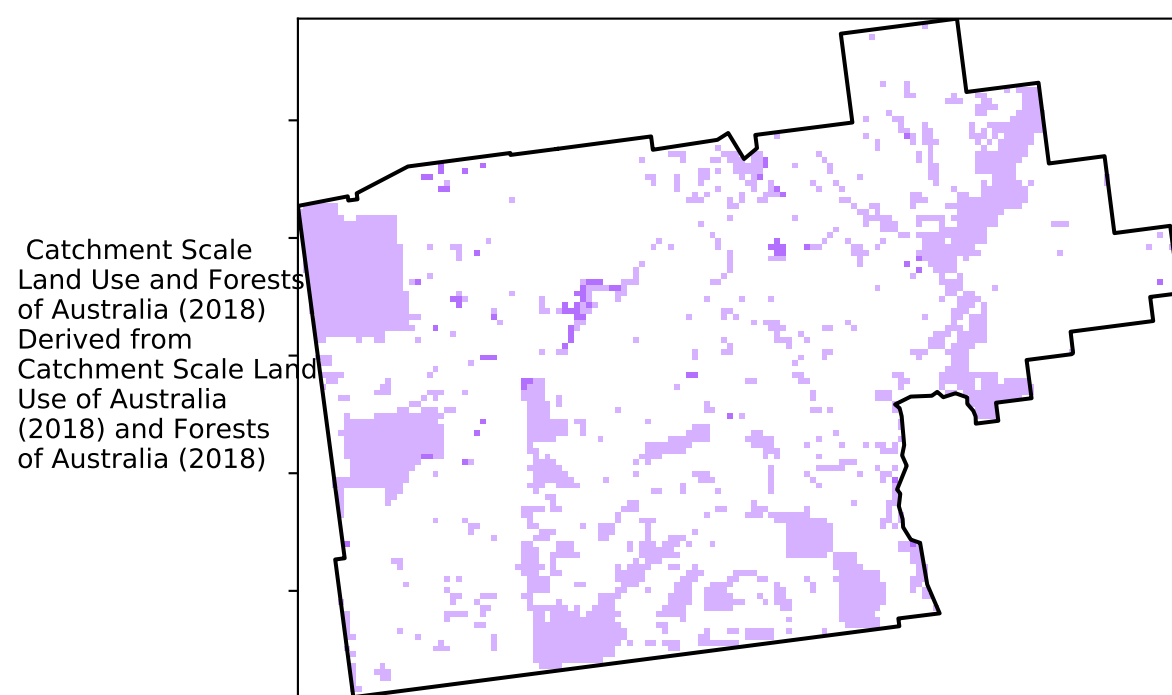 Catchment Scale
Land Use and Forests
of Australia (2018)
Derived from
Catchment Scale Land
Use of Australia
(2018) and Forests
of Australia (2018)